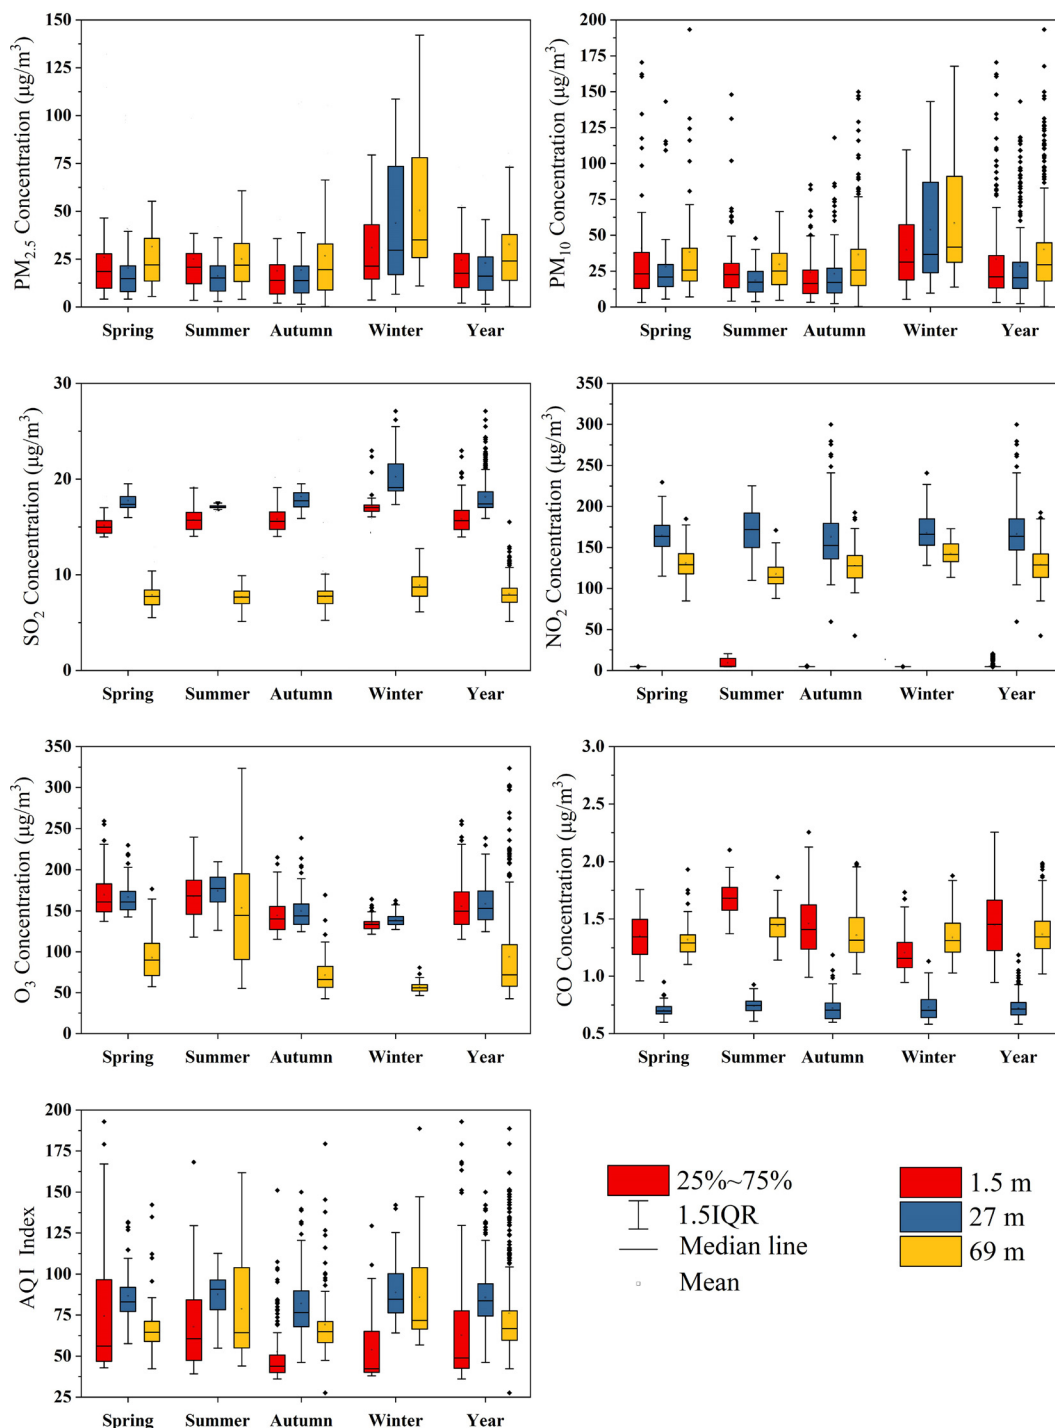 PM2.5 Concentration (μg/m³)
150
125
100
75
50
25
0
Spring Summer Autumn Winter Year
PM10 Concentration (μg/m³)
200
175
150
125
100
75
50
25
0
Spring Summer Autumn Winter Year
SO2 Concentration (μg/m³)
30
20
10
0
Spring Summer Autumn Winter Year
NO2 Concentration (μg/m³)
350
300
250
200
150
100
50
0
Spring Summer Autumn Winter Year
O3 Concentration (μg/m³)
350
300
250
200
150
100
50
0
Spring Summer Autumn Winter Year
CO Concentration (μg/m³)
3.0
2.5
2.0
1.5
1.0
0.5
Spring Summer Autumn Winter Year
AQI Index
200
175
150
125
100
75
50
25
Spring Summer Autumn Winter Year
25%~75%
1.5IQR
Median line
Mean
1.5 m
27 m
69 m